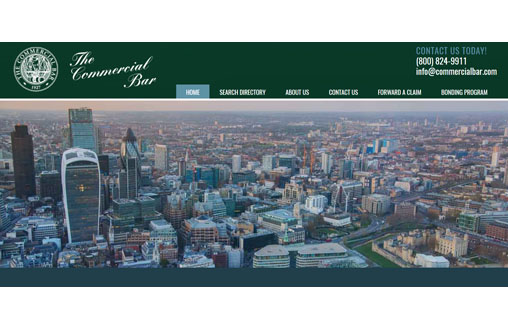 THE COMMERCIAL BAR
1927
The
Commercial
Bar
CONTACT US TODAY!
(800) 824-9911
info@commercialbar.com
HOME SEARCH DIRECTORY ABOUT US CONTACT US FORWARD A CLAIM BONDING PROGRAM